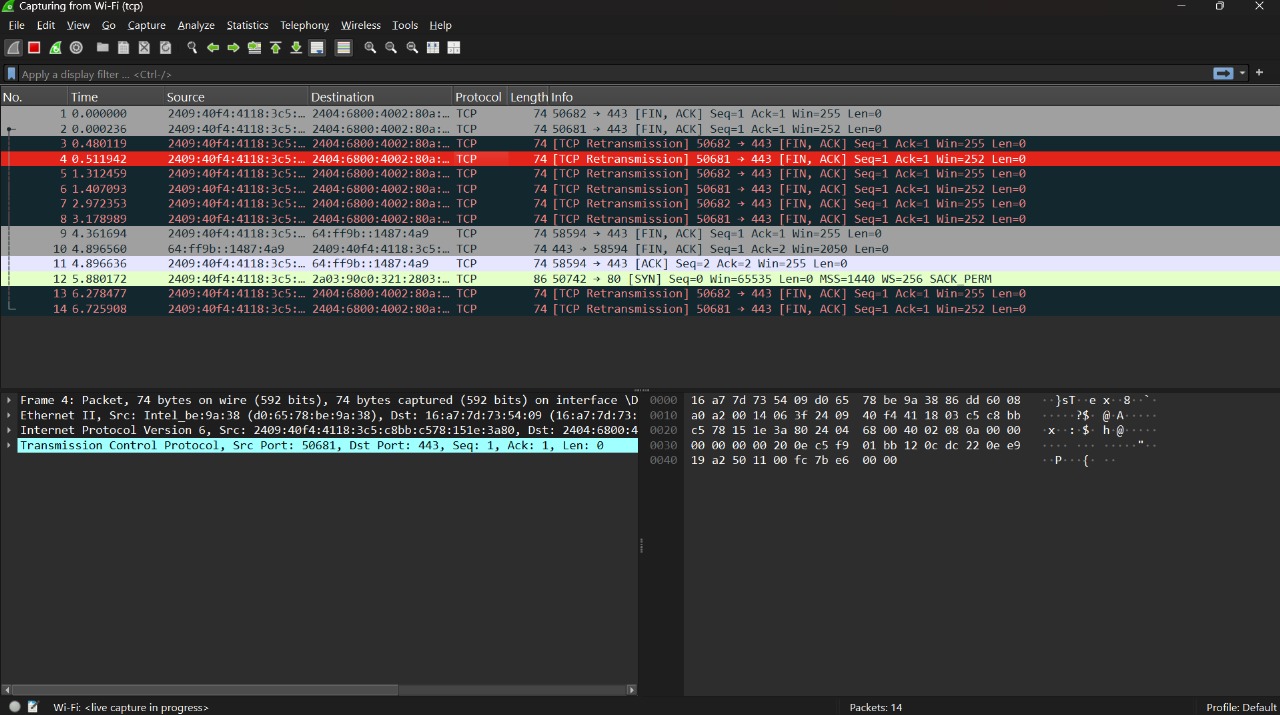 Capturing from Wi-Fi (tcp)
File Edit View Go Capture Analyze Statistics Telephony Wireless Tools Help
Apply a display filter ... <Ctrl-/>
No. Time Source Destination Protocol Length Info
1 0.000000 2409:40f4:4118:3c5:… 2404:6800:4002:80a:… TCP 74 50682 → 443 [FIN, ACK] Seq=1 Ack=1 Win=255 Len=0
2 0.000236 2409:40f4:4118:3c5:… 2404:6800:4002:80a:… TCP 74 50681 → 443 [FIN, ACK] Seq=1 Ack=1 Win=252 Len=0
3 0.480119 2409:40f4:4118:3c5:… 2404:6800:4002:80a:… TCP 74 [TCP Retransmission] 50682 → 443 [FIN, ACK] Seq=1 Ack=1 Win=255 Len=0
4 0.511942 2409:40f4:4118:3c5:… 2404:6800:4002:80a:… TCP 74 [TCP Retransmission] 50681 → 443 [FIN, ACK] Seq=1 Ack=1 Win=252 Len=0
5 1.312459 2409:40f4:4118:3c5:… 2404:6800:4002:80a:… TCP 74 [TCP Retransmission] 50682 → 443 [FIN, ACK] Seq=1 Ack=1 Win=255 Len=0
6 1.407093 2409:40f4:4118:3c5:… 2404:6800:4002:80a:… TCP 74 [TCP Retransmission] 50681 → 443 [FIN, ACK] Seq=1 Ack=1 Win=252 Len=0
7 2.972353 2409:40f4:4118:3c5:… 2404:6800:4002:80a:… TCP 74 [TCP Retransmission] 50682 → 443 [FIN, ACK] Seq=1 Ack=1 Win=255 Len=0
8 3.178989 2409:40f4:4118:3c5:… 2404:6800:4002:80a:… TCP 74 [TCP Retransmission] 50681 → 443 [FIN, ACK] Seq=1 Ack=1 Win=252 Len=0
9 4.361694 2409:40f4:4118:3c5:… 64:ff9b::1487:4a9 TCP 74 58594 → 443 [FIN, ACK] Seq=1 Ack=1 Win=255 Len=0
10 4.896560 64:ff9b::1487:4a9 2409:40f4:4118:3c5:… TCP 74 443 → 58594 [FIN, ACK] Seq=1 Ack=2 Win=2050 Len=0
11 4.896636 2409:40f4:4118:3c5:… 64:ff9b::1487:4a9 TCP 74 58594 → 443 [ACK] Seq=2 Ack=2 Win=255 Len=0
12 5.880172 2409:40f4:4118:3c5:… 2a03:90c0:321:2803:… TCP 86 50742 → 80 [SYN] Seq=0 Win=65535 Len=0 MSS=1440 WS=256 SACK_PERM
13 6.278477 2409:40f4:4118:3c5:… 2404:6800:4002:80a:… TCP 74 [TCP Retransmission] 50682 → 443 [FIN, ACK] Seq=1 Ack=1 Win=255 Len=0
14 6.725908 2409:40f4:4118:3c5:… 2404:6800:4002:80a:… TCP 74 [TCP Retransmission] 50681 → 443 [FIN, ACK] Seq=1 Ack=1 Win=252 Len=0
Frame 4: Packet, 74 bytes on wire (592 bits), 74 bytes captured (592 bits) on interface \D
Ethernet II, Src: Intel_be:9a:38 (d0:65:78:be:9a:38), Dst: 16:a7:7d:73:54:09 (16:a7:7d:73:
Internet Protocol Version 6, Src: 2409:40f4:4118:3c5:c8bb:c578:151e:3a80, Dst: 2404:6800:4
Transmission Control Protocol, Src Port: 50681, Dst Port: 443, Seq: 1, Ack: 1, Len: 0
0000 16 a7 7d 73 54 09 d0 65 78 be 9a 38 86 dd 60 08 ··}sT··e x··8··`·
0010 a0 a2 00 14 06 3f 24 09 40 f4 41 18 03 c5 c8 bb ·····?$· @·A·····
0020 c5 78 15 1e 3a 80 24 04 68 00 40 02 08 0a 00 00 ·x··:·$· h·@·····
0030 00 00 00 00 20 0e c5 f9 01 bb 12 0c dc 22 0e e9 ···· ··· ·····"··
0040 19 a2 50 11 00 fc 7b e6 00 00 ··P···{· ··
Wi-Fi: <live capture in progress>
Packets: 14
Profile: Default